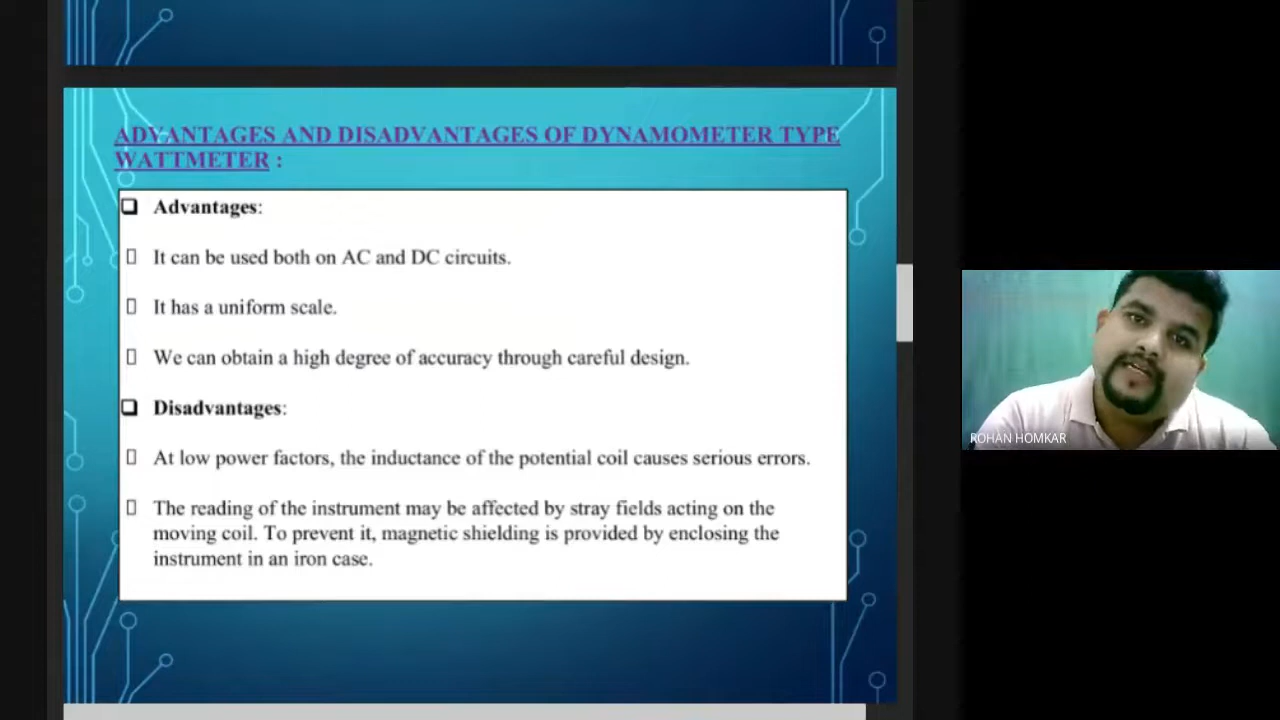 ADVANTAGES AND DISADVANTAGES OF DYNAMOMETER TYPE
WATTMETER :
Advantages:
It can be used both on AC and DC circuits.
It has a uniform scale.
We can obtain a high degree of accuracy through careful design.
Disadvantages:
At low power factors, the inductance of the potential coil causes serious errors.
The reading of the instrument may be affected by stray fields acting on the
moving coil. To prevent it, magnetic shielding is provided by enclosing the
instrument in an iron case.
ROHAN HOMKAR